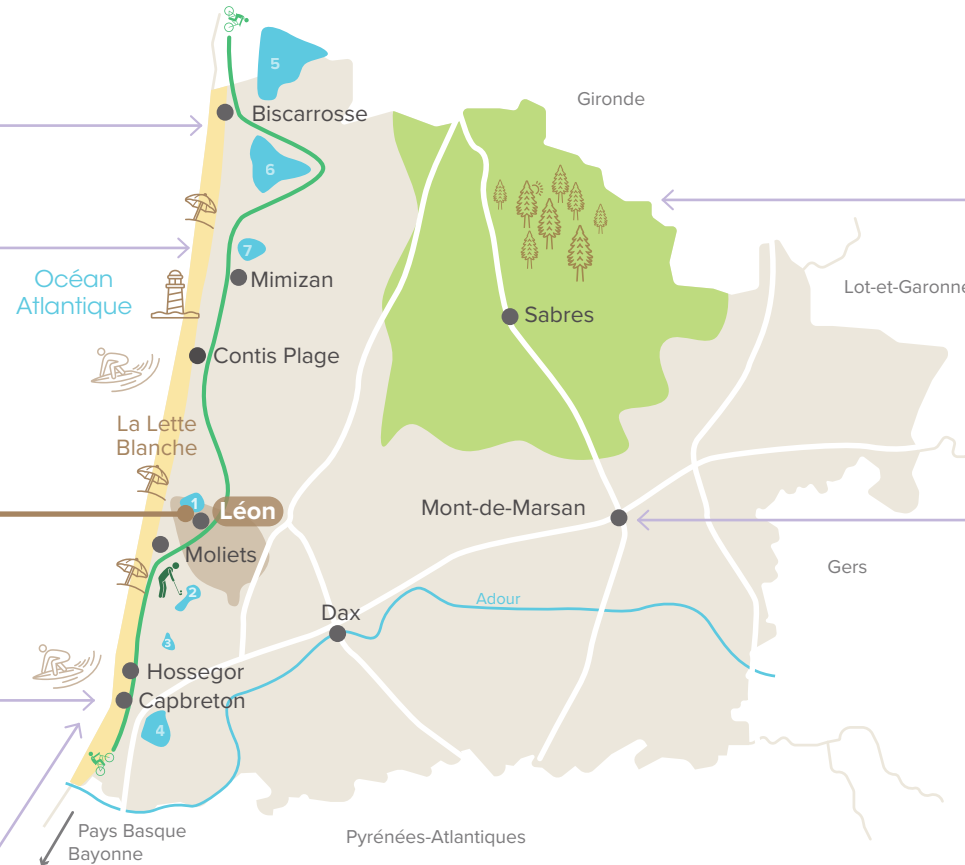 5
Gironde
Biscarrosse
6
7
Océan
Atlantique
Mimizan
Lot-et-Garonne
Sabres
Contis Plage
La Lette
Blanche
1
Léon
Mont-de-Marsan
Moliets
Gers
2
Adour
Dax
3
Hossegor
Capbreton
4
Pays Basque
Bayonne
Pyrénées-Atlantiques